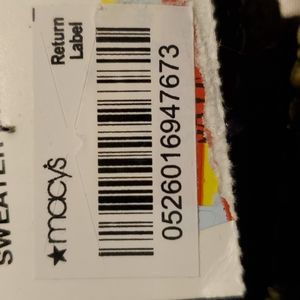 SWEATER
★macy's
Return
Label
0526016947673